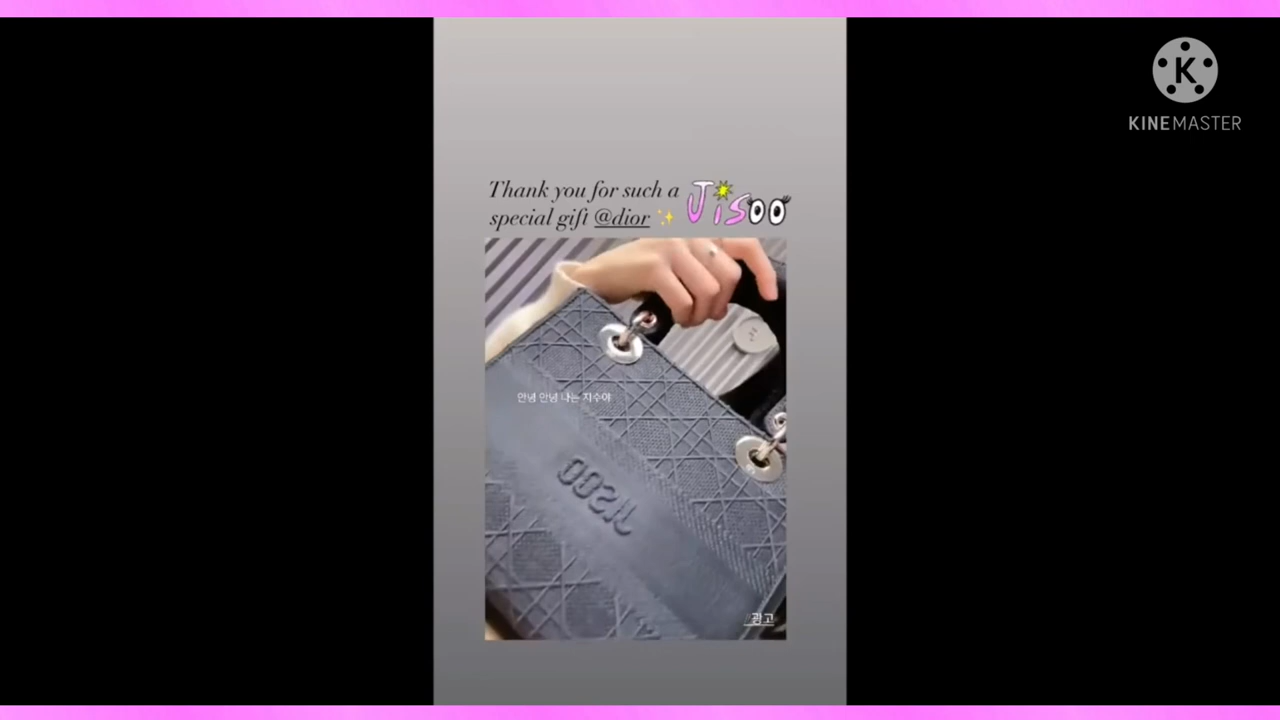 K
KINEMASTER
Thank you for such a
special gift @dior ✨
Jisoo
안녕 안녕 나는 지수야
JISOO
#광고